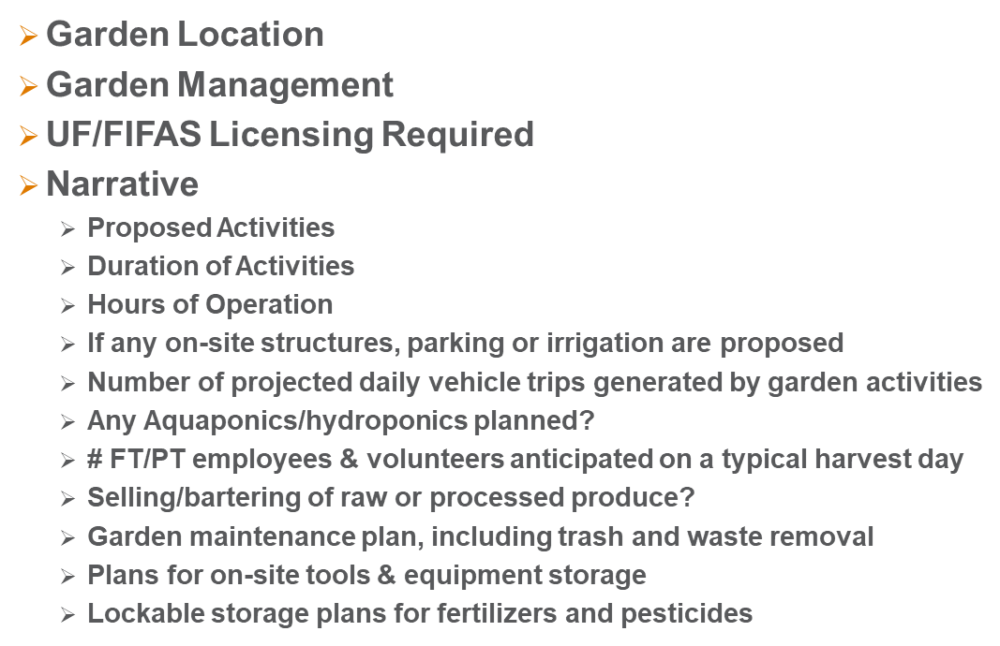 Garden Location
Garden Management
UF/FIFAS Licensing Required
Narrative
Proposed Activities
Duration of Activities
Hours of Operation
If any on-site structures, parking or irrigation are proposed
Number of projected daily vehicle trips generated by garden activities
Any Aquaponics/hydroponics planned?
# FT/PT employees & volunteers anticipated on a typical harvest day
Selling/bartering of raw or processed produce?
Garden maintenance plan, including trash and waste removal
Plans for on-site tools & equipment storage
Lockable storage plans for fertilizers and pesticides